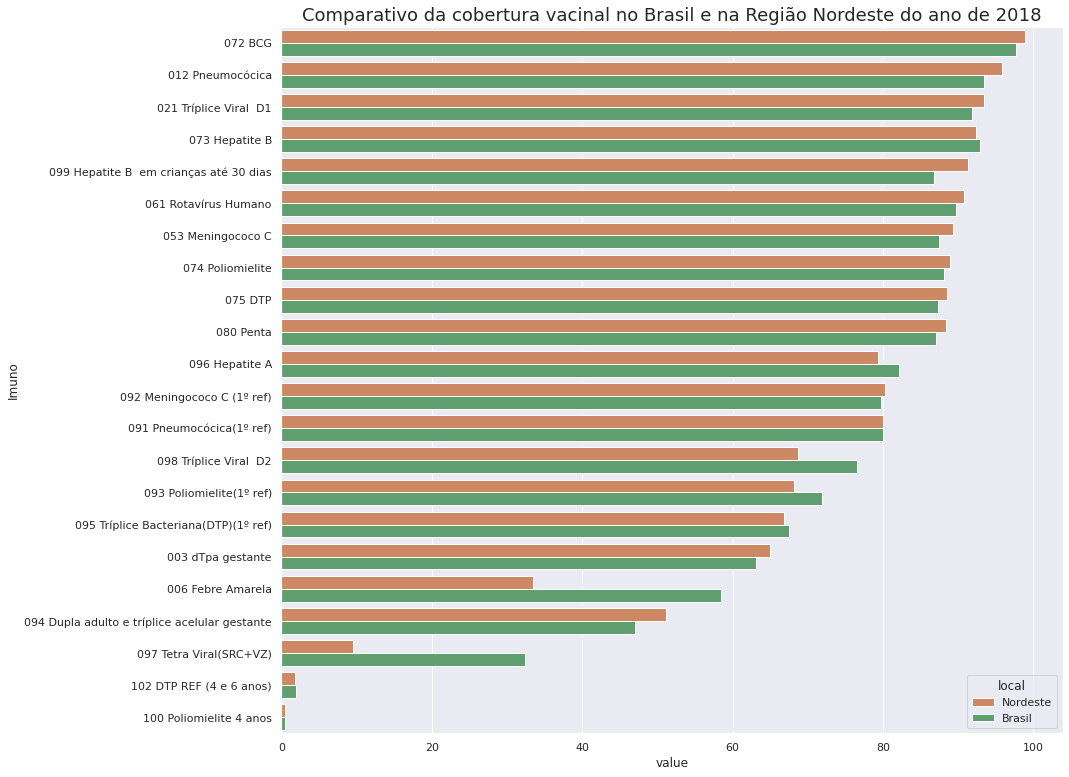 Comparativo da cobertura vacinal no Brasil e na Região Nordeste do ano de 2018
072 BCG
012 Pneumocócica
021 Tríplice Viral  D1
073 Hepatite B
099 Hepatite B  em crianças até 30 dias
061 Rotavírus Humano
053 Meningococo C
074 Poliomielite
075 DTP
080 Penta
096 Hepatite A
092 Meningococo C (1º ref)
091 Pneumocócica(1º ref)
098 Tríplice Viral  D2
093 Poliomielite(1º ref)
095 Tríplice Bacteriana(DTP)(1º ref)
003 dTpa gestante
006 Febre Amarela
094 Dupla adulto e tríplice acelular gestante
097 Tetra Viral(SRC+VZ)
102 DTP REF (4 e 6 anos)
100 Poliomielite 4 anos
Imuno
0 20 40 60 80 100
value
local
Nordeste
Brasil